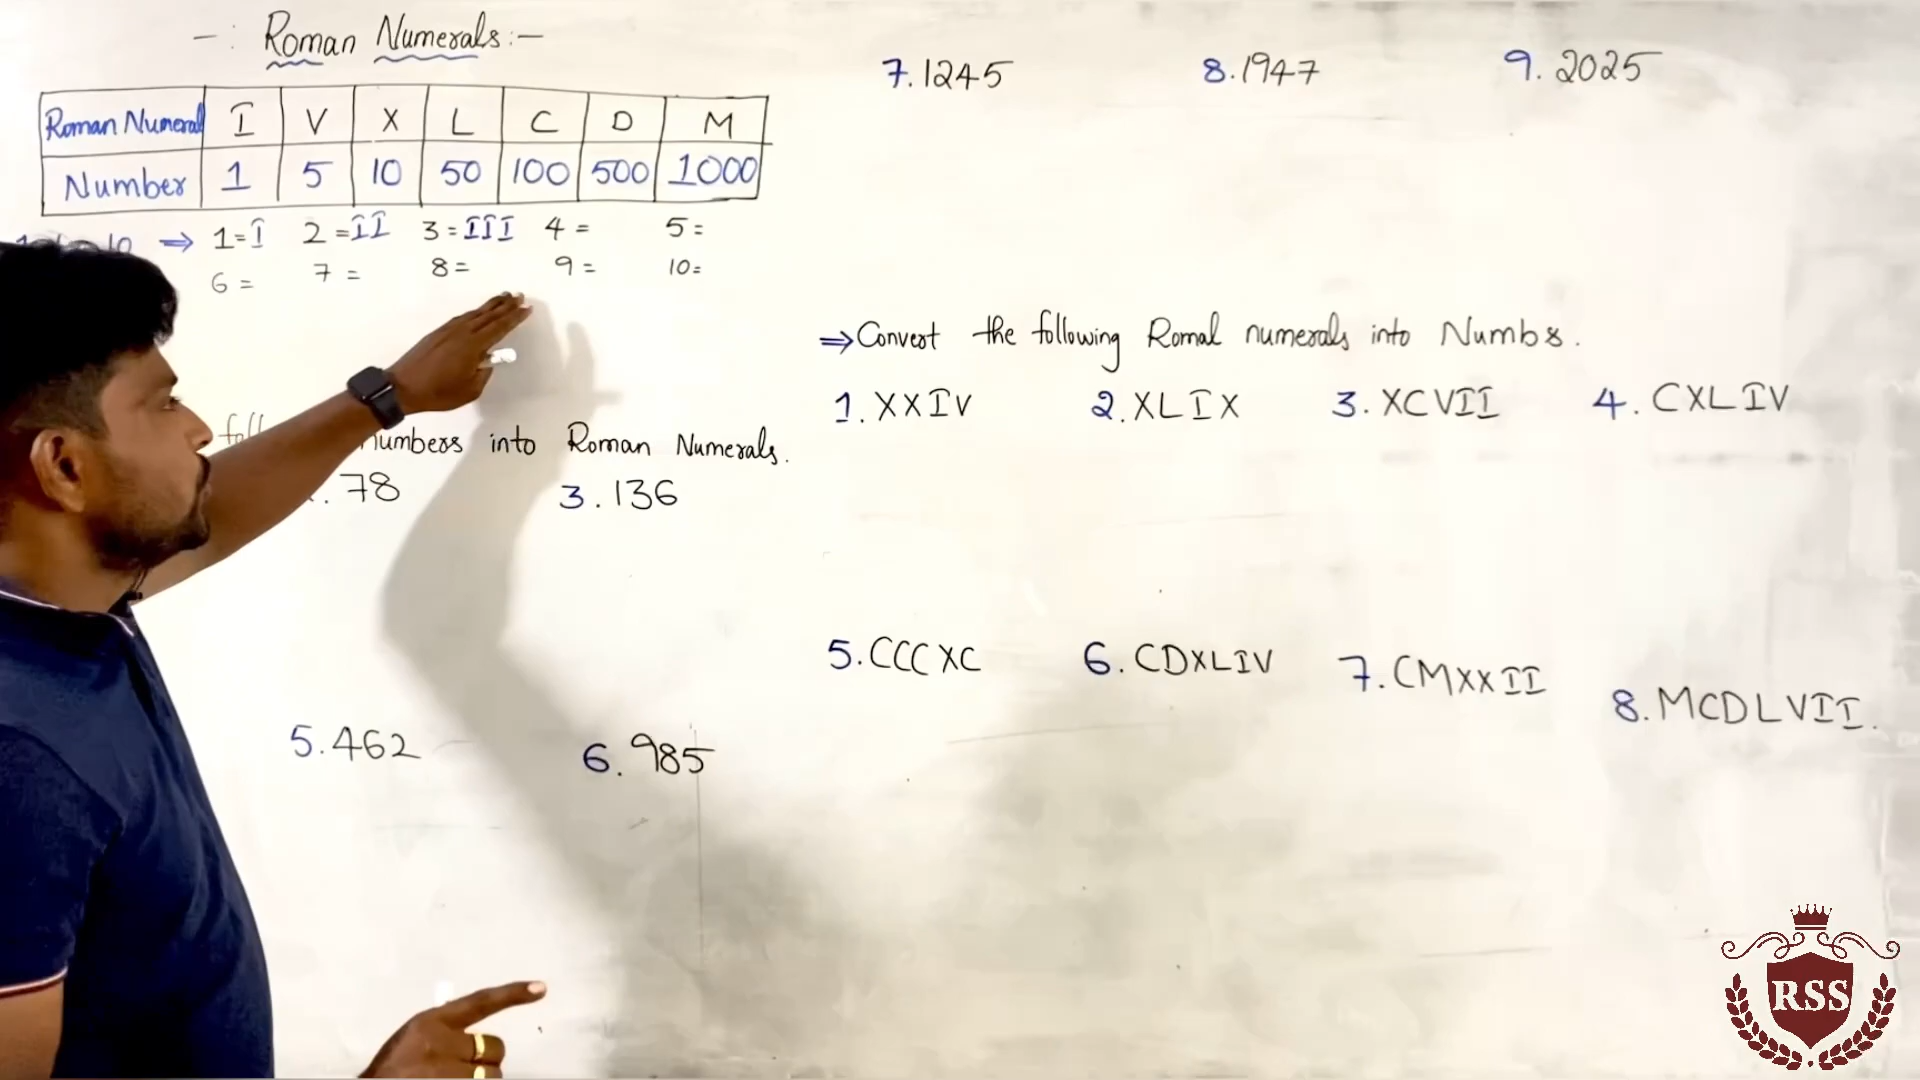 -: Roman Numerals:-
Roman Numeral I V X L C D M
Number 1 5 10 50 100 500 1000
10 ⇒ 1=I 2=II 3=III 4= 5=
6= 7= 8= 9= 10=
numbers into Roman Numerals.
78 3. 136
5. 462 6. 985
7. 1245 8. 1947 9. 2025
⇒ Convert the following Romal numerals into Numbs.
1. XXIV 2. XLIX 3. XCVII 4. CXLIV
5. CCCXC 6. CDXLIV 7. CMXXII 8. MCDLVII.
RSS